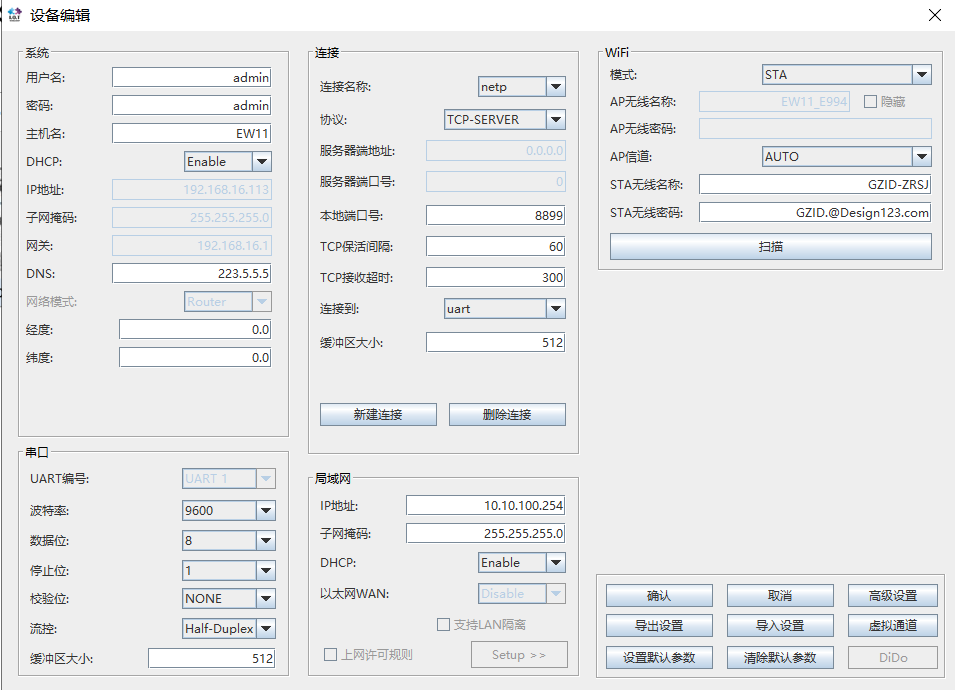 设备编辑
系统
用户名: admin
密码: admin
主机名: EW11
DHCP: Enable
IP地址: 192.168.16.113
子网掩码: 255.255.255.0
网关: 192.168.16.1
DNS: 223.5.5.5
网络模式: Router
经度: 0.0
纬度: 0.0
串口
UART编号: UART 1
波特率: 9600
数据位: 8
停止位: 1
校验位: NONE
流控: Half-Duplex
缓冲区大小: 512
连接
连接名称: netp
协议: TCP-SERVER
服务器端地址: 0.0.0.0
服务器端口号: 0
本地端口号: 8899
TCP保活间隔: 60
TCP接收超时: 300
连接到: uart
缓冲区大小: 512
新建连接 删除连接
局域网
IP地址: 10.10.100.254
子网掩码: 255.255.255.0
DHCP: Enable
以太网WAN: Disable
支持LAN隔离
上网许可规则 Setup >>
WiFi
模式: STA
AP无线名称: EW11_E994 隐藏
AP无线密码:
AP信道: AUTO
STA无线名称: GZID-ZRSJ
STA无线密码: GZID.@Design123.com
扫描
确认 取消 高级设置
导出设置 导入设置 虚拟通道
设置默认参数 清除默认参数 DiDo